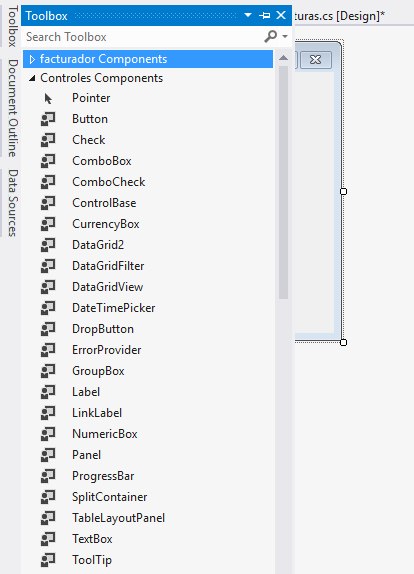 Toolbox
Document Outline
Data Sources
Toolbox
Search Toolbox
facturador Components
Controles Components
Pointer
Button
Check
ComboBox
ComboCheck
ControlBase
CurrencyBox
DataGrid2
DataGridFilter
DataGridView
DateTimePicker
DropButton
ErrorProvider
GroupBox
Label
LinkLabel
NumericBox
Panel
ProgressBar
SplitContainer
TableLayoutPanel
TextBox
ToolTip
turas.cs [Design]*